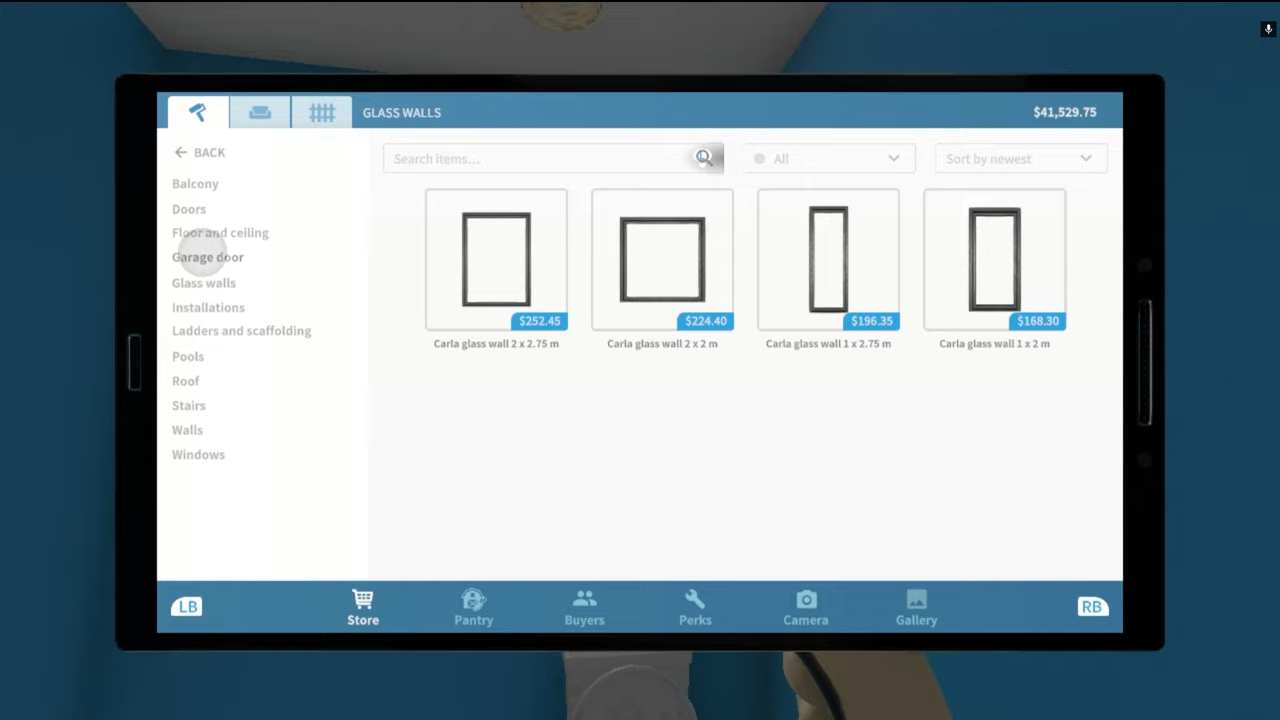 GLASS WALLS
$41,529.75
BACK
Search items...
All
Sort by newest
Balcony
Doors
Floor and ceiling
Garage door
Glass walls
Installations
Ladders and scaffolding
Pools
Roof
Stairs
Walls
Windows
$252.45
$224.40
$196.35
$168.30
Carla glass wall 2 x 2.75 m
Carla glass wall 2 x 2 m
Carla glass wall 1 x 2.75 m
Carla glass wall 1 x 2 m
LB
Store
Pantry
Buyers
Perks
Camera
Gallery
RB